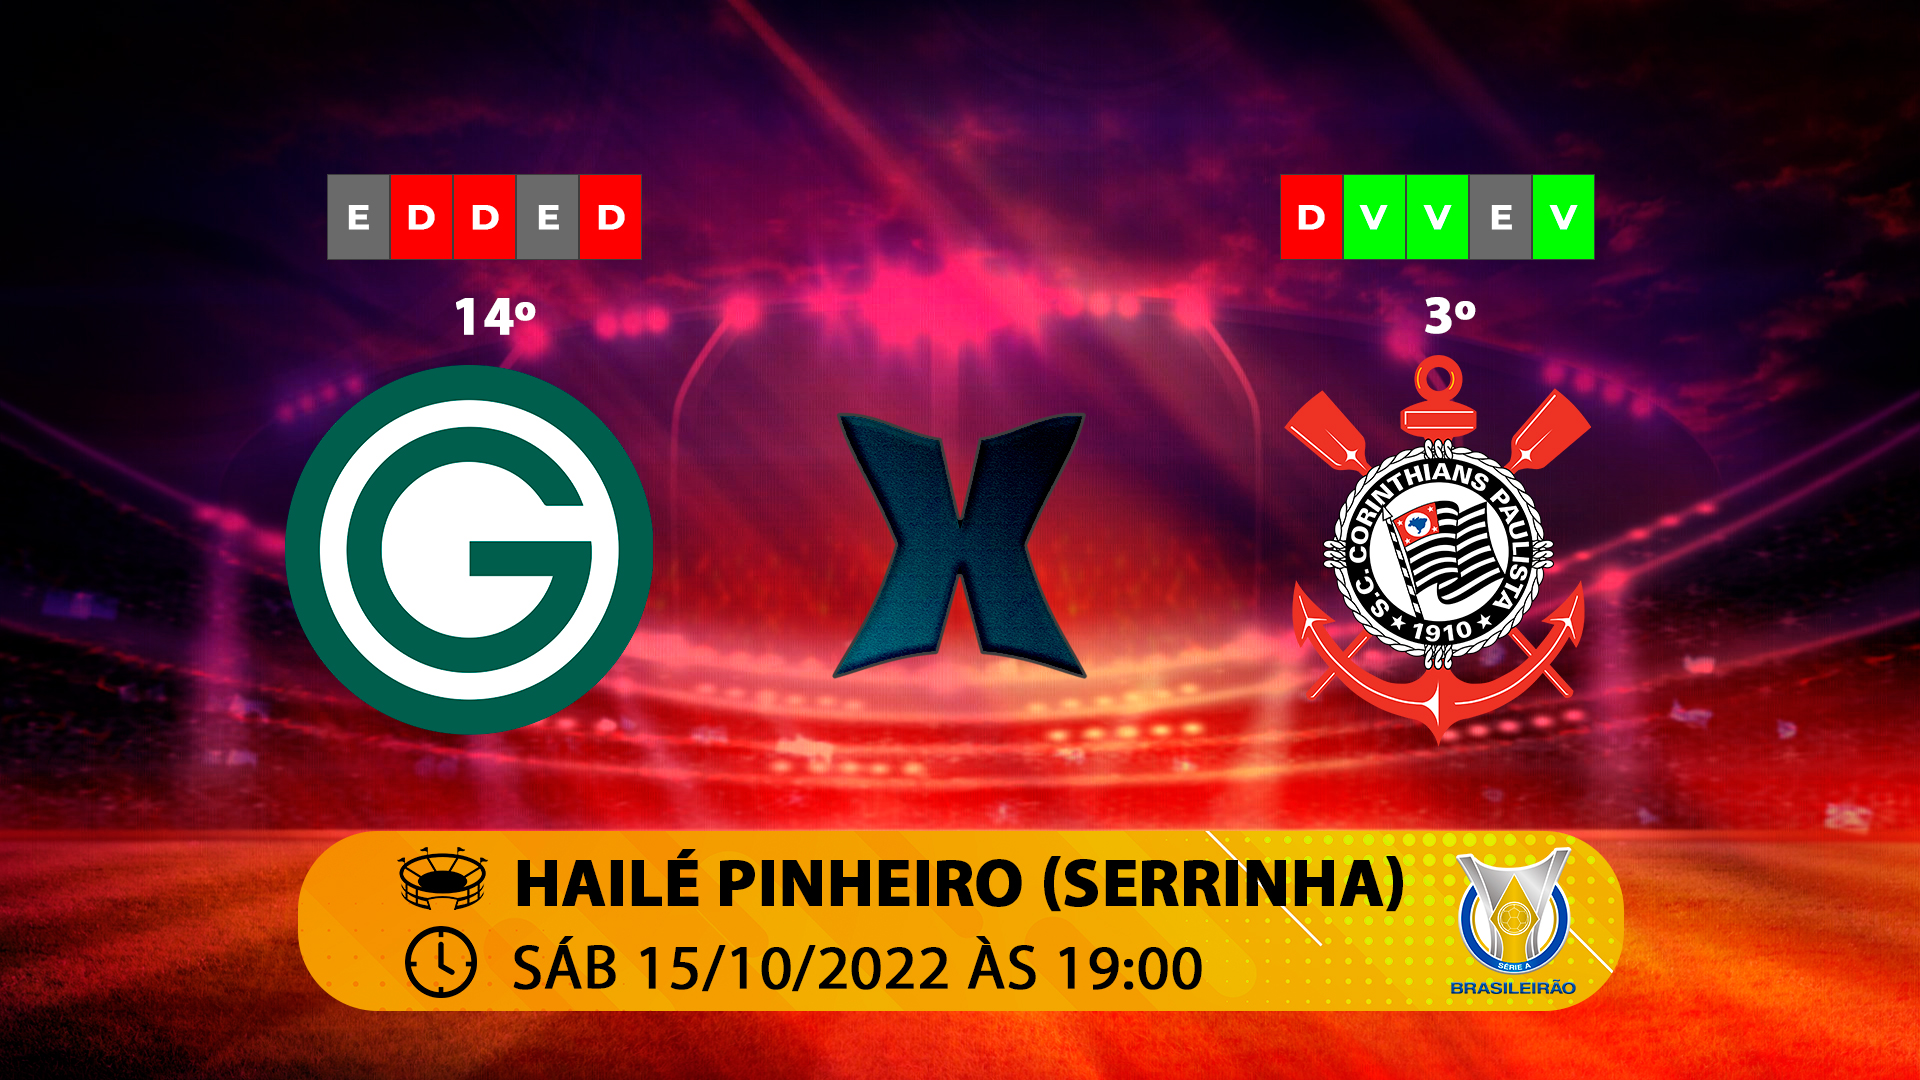 E D D E D
D V V E V
14º
3º
S.C. CORINTHIANS PAULISTA
1910
HAILÉ PINHEIRO (SERRINHA)
SÁB 15/10/2022 ÀS 19:00
SÉRIE A
BRASILEIRÃO